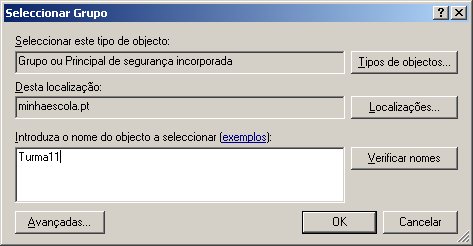 Seleccionar Grupo
Seleccionar este tipo de objecto:
Grupo ou Principal de segurança incorporada
Tipos de objectos...
Desta localização:
minhaescola.pt
Localizações...
Introduza o nome do objecto a seleccionar (exemplos):
Turma11
Verificar nomes
Avançadas...
OK
Cancelar